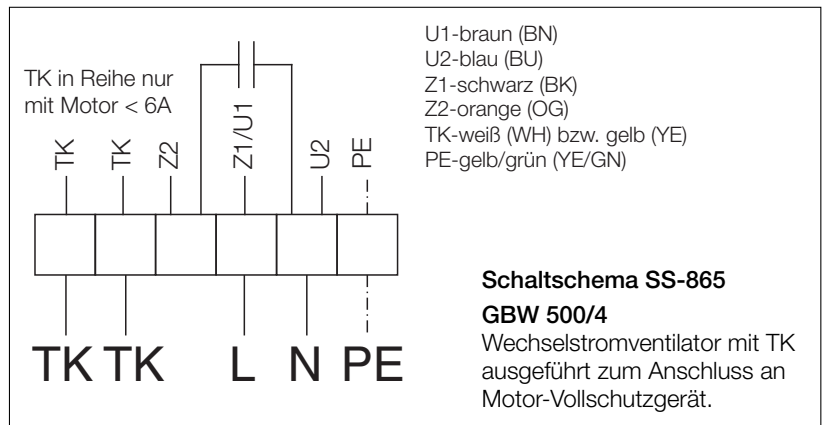 U1-braun (BN)
U2-blau (BU)
Z1-schwarz (BK)
Z2-orange (OG)
TK-weiß (WH) bzw. gelb (YE)
PE-gelb/grün (YE/GN)
TK in Reihe nur
mit Motor < 6A
TK
TK
Z2
Z1/U1
U2
PE
TK TK L N PE
Schaltschema SS-865
GBW 500/4
Wechselstromventilator mit TK
ausgeführt zum Anschluss an
Motor-Vollschutzgerät.